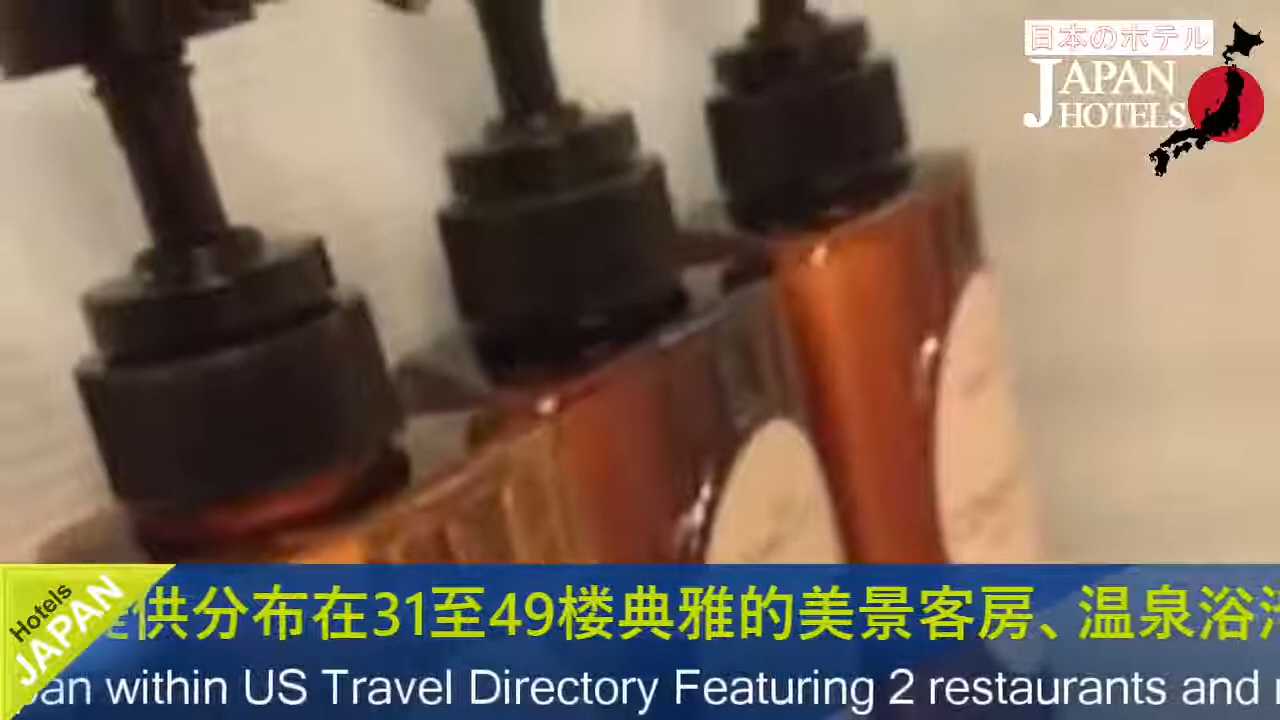 日本のホテル
JAPAN
HOTELS
供分布在31至49楼典雅的美景客房、温泉浴
Hotels
JAPAN
an within US Travel Directory Featuring 2 restaurants and